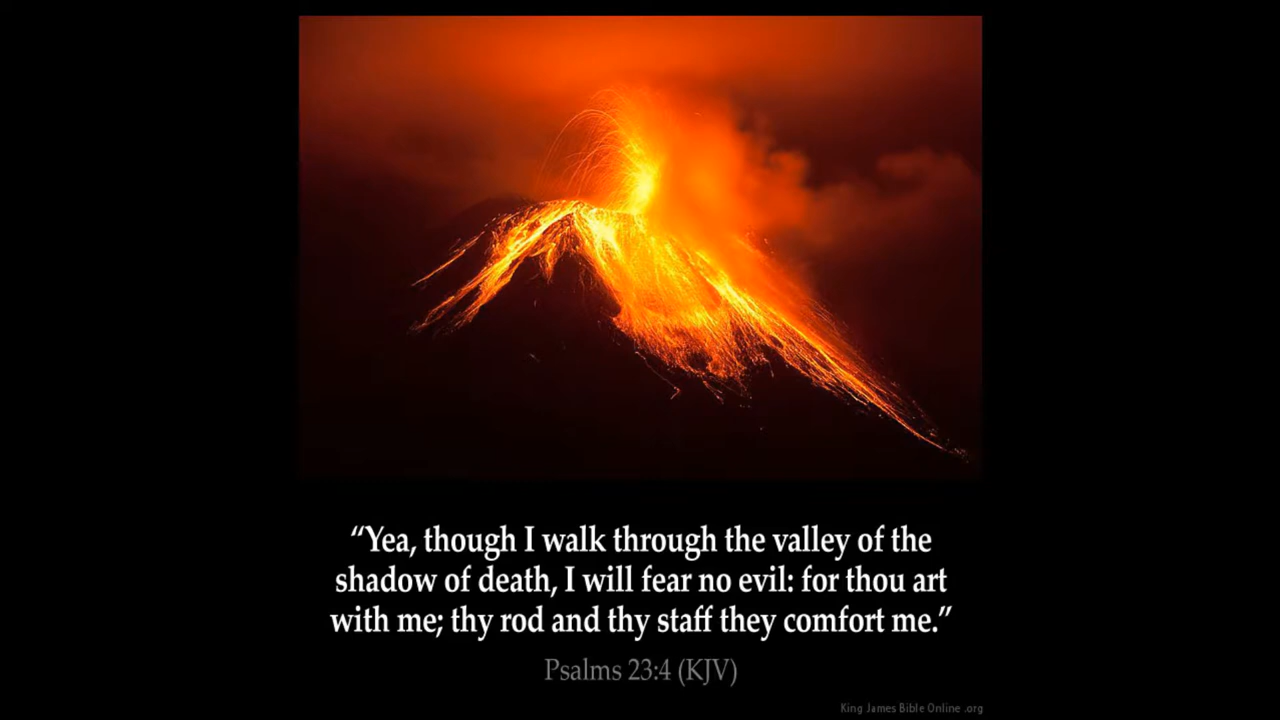 “Yea, though I walk through the valley of the
shadow of death, I will fear no evil: for thou art
with me; thy rod and thy staff they comfort me.”
Psalms 23:4 (KJV)
King James Bible Online .org